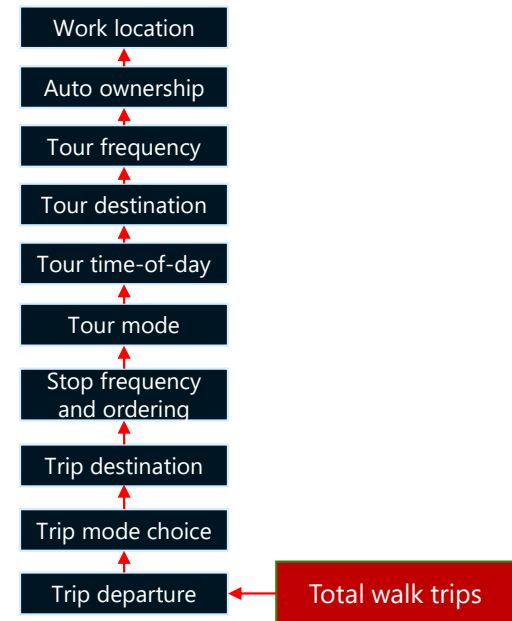 Work location
Auto ownership
Tour frequency
Tour destination
Tour time-of-day
Tour mode
Stop frequency
and ordering
Trip destination
Trip mode choice
Trip departure
Total walk trips